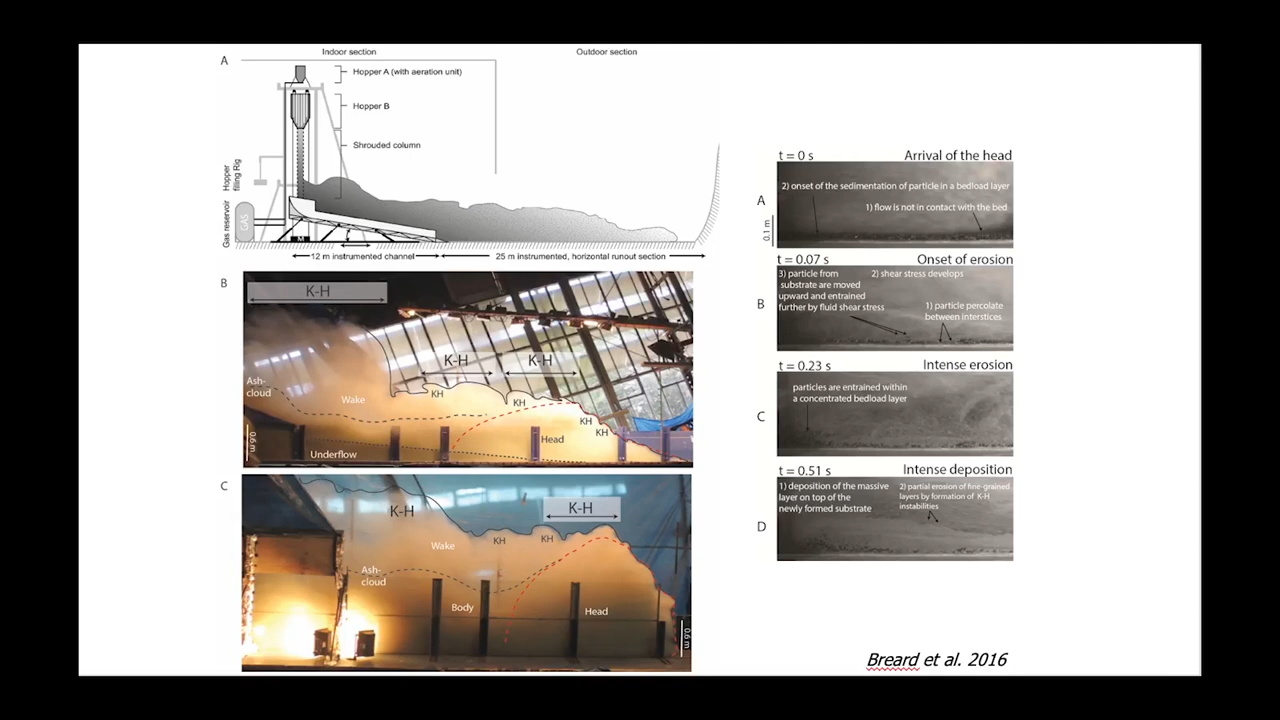 Indoor section
Outdoor section
A
Hopper A (with aeration unit)
Hopper B
Shrouded column
Hopper
filling Rig
Gas reservoir
GAS
M
12 m instrumented channel
25 m instrumented, horizontal runout section
B
K-H
K-H
K-H
Ash-
cloud
Wake
KH
KH
KH
KH
Head
Underflow
0.6 m
C
K-H
K-H
KH
KH
Wake
Ash-
cloud
Body
Head
0.6 m
t = 0 s
Arrival of the head
2) onset of the sedimentation of particle in a bedload layer
1) flow is not in contact with the bed
A
0.1 m
t = 0.07 s
Onset of erosion
3) particle from
substrate are moved
upward and entrained
further by fluid shear stress
2) shear stress develops
1) particle percolate
between interstices
B
t = 0.23 s
Intense erosion
particles are entrained within
a concentrated bedload layer
C
t = 0.51 s
Intense deposition
1) deposition of the massive
layer on top of the
newly formed substrate
2) partial erosion of fine-grained
layers by formation of K-H
instabilities
D
Breard et al. 2016